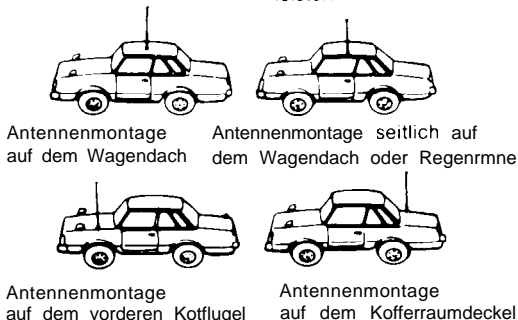 Antennenmontage
auf dem Wagendach
Antennenmontage seitlich auf
dem Wagendach oder Regenrmne
Antennenmontage
auf dem vorderen Kotflugel
Antennenmontage
auf dem Kofferraumdeckel